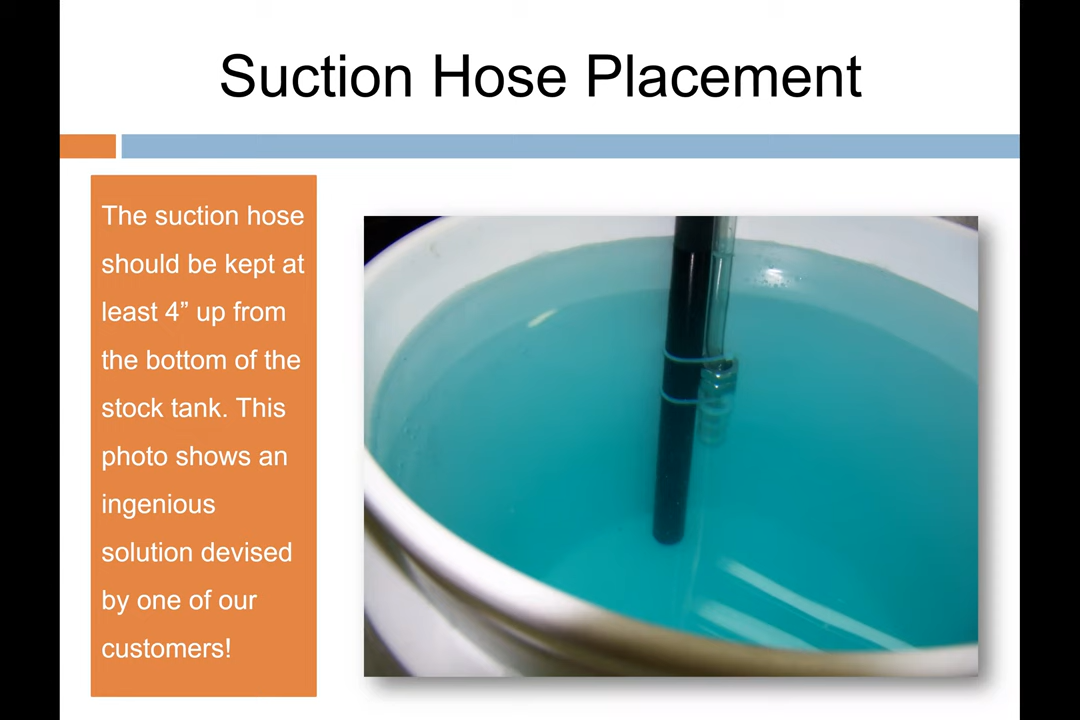 Suction Hose Placement
The suction hose
should be kept at
least 4” up from
the bottom of the
stock tank. This
photo shows an
ingenious
solution devised
by one of our
customers!